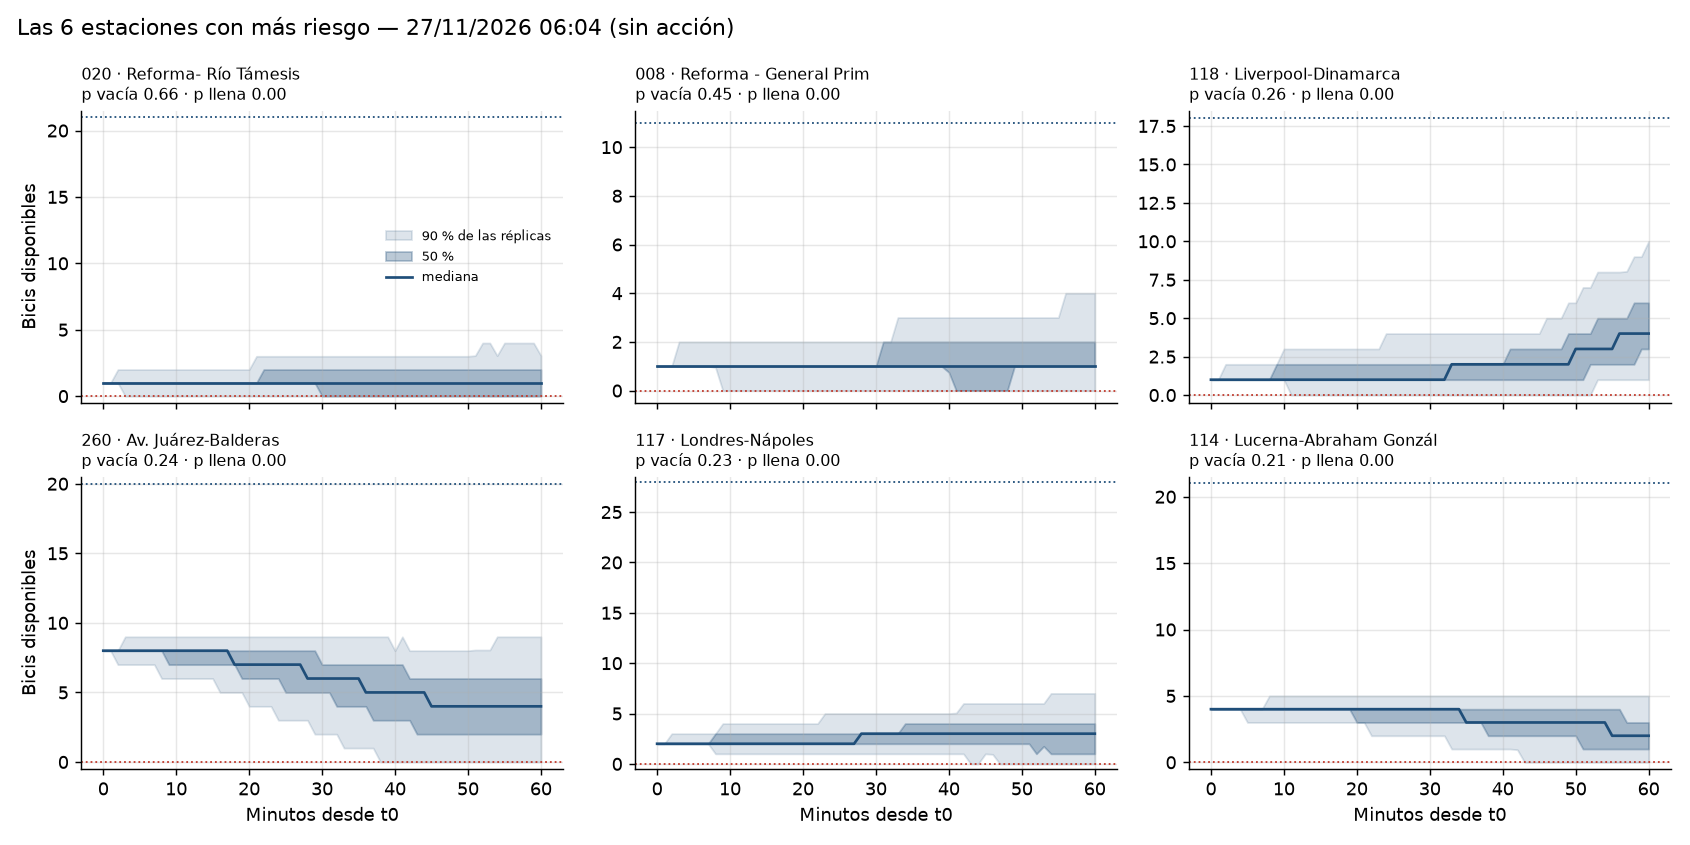 Las 6 estaciones con más riesgo — 27/11/2026 06:04 (sin acción)
020 · Reforma- Río Támesis
p vacía 0.66 · p llena 0.00
20
15
10
5
0
Bicis disponibles
90 % de las réplicas
50 %
mediana
008 · Reforma - General Prim
p vacía 0.45 · p llena 0.00
10
8
6
4
2
0
118 · Liverpool-Dinamarca
p vacía 0.26 · p llena 0.00
17.5
15.0
12.5
10.0
7.5
5.0
2.5
0.0
260 · Av. Juárez-Balderas
p vacía 0.24 · p llena 0.00
20
15
10
5
0
Bicis disponibles
0 10 20 30 40 50 60
Minutos desde t0
117 · Londres-Nápoles
p vacía 0.23 · p llena 0.00
25
20
15
10
5
0
0 10 20 30 40 50 60
Minutos desde t0
114 · Lucerna-Abraham Gonzál
p vacía 0.21 · p llena 0.00
20
15
10
5
0
0 10 20 30 40 50 60
Minutos desde t0